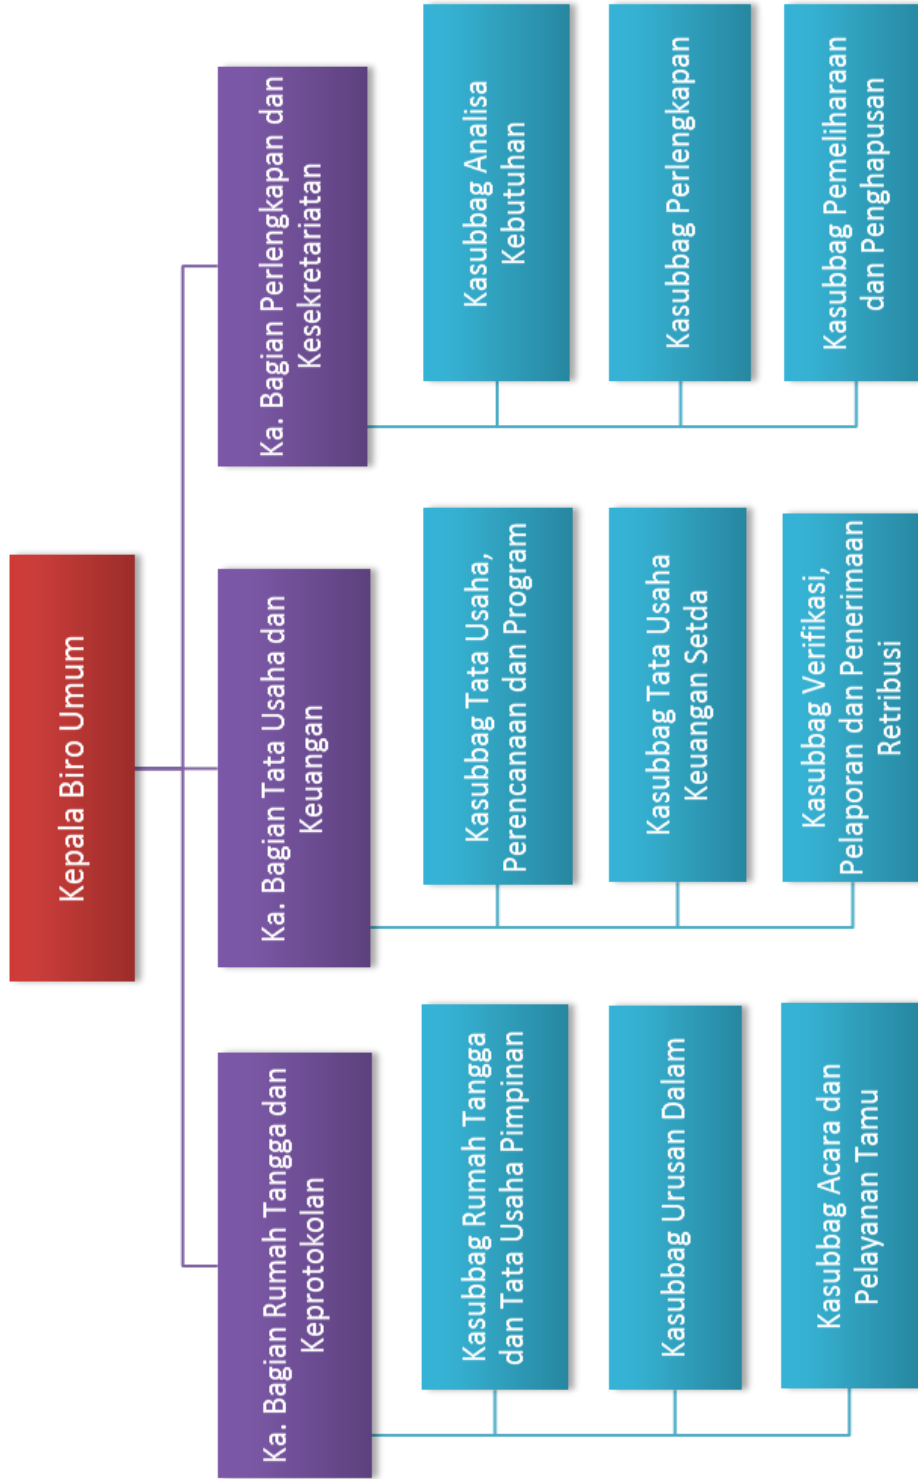 Kepala Biro Umum
Ka. Bagian Rumah Tangga dan
Keprotokolan
Ka. Bagian Tata Usaha dan
Keuangan
Ka. Bagian Perlengkapan dan
Kesekretariatan
Kasubbag Rumah Tangga
dan Tata Usaha Pimpinan
Kasubbag Tata Usaha,
Perencanaan dan Program
Kasubbag Analisa
Kebutuhan
Kasubbag Urusan Dalam
Kasubbag Tata Usaha
Keuangan Setda
Kasubbag Perlengkapan
Kasubbag Acara dan
Pelayanan Tamu
Kasubbag Verifikasi,
Pelaporan dan Penerimaan
Retribusi
Kasubbag Pemeliharaan
dan Penghapusan